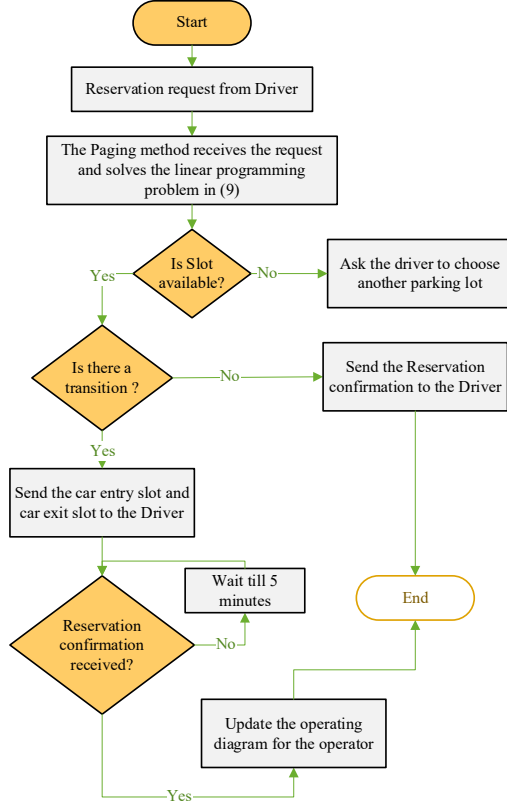 Start
Reservation request from Driver
The Paging method receives the request
and solves the linear programming
problem in (9)
Is Slot
available?
Yes
No
Ask the driver to choose
another parking lot
Is there a
transition ?
No
Send the Reservation
confirmation to the Driver
Yes
Send the car entry slot and
car exit slot to the Driver
Wait till 5
minutes
End
Reservation
confirmation
received?
No
Update the operating
diagram for the operator
Yes